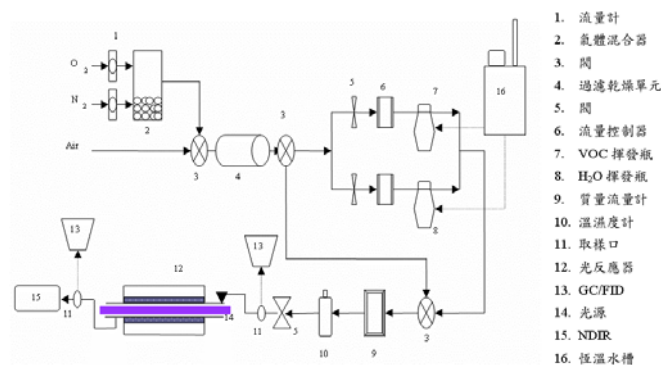 1
O 2
N 2
2
Air
3
4
3
5
6
7
16
8
13
12
13
15
11
14
11
5
10
9
3
1. 流量計
2. 氣體混合器
3. 閥
4. 過濾乾燥單元
5. 閥
6. 流量控制器
7. VOC 揮發瓶
8. H2O 揮發瓶
9. 質量流量計
10. 溫濕度計
11. 取樣口
12. 光反應器
13. GC/FID
14. 光源
15. NDIR
16. 恆溫水槽